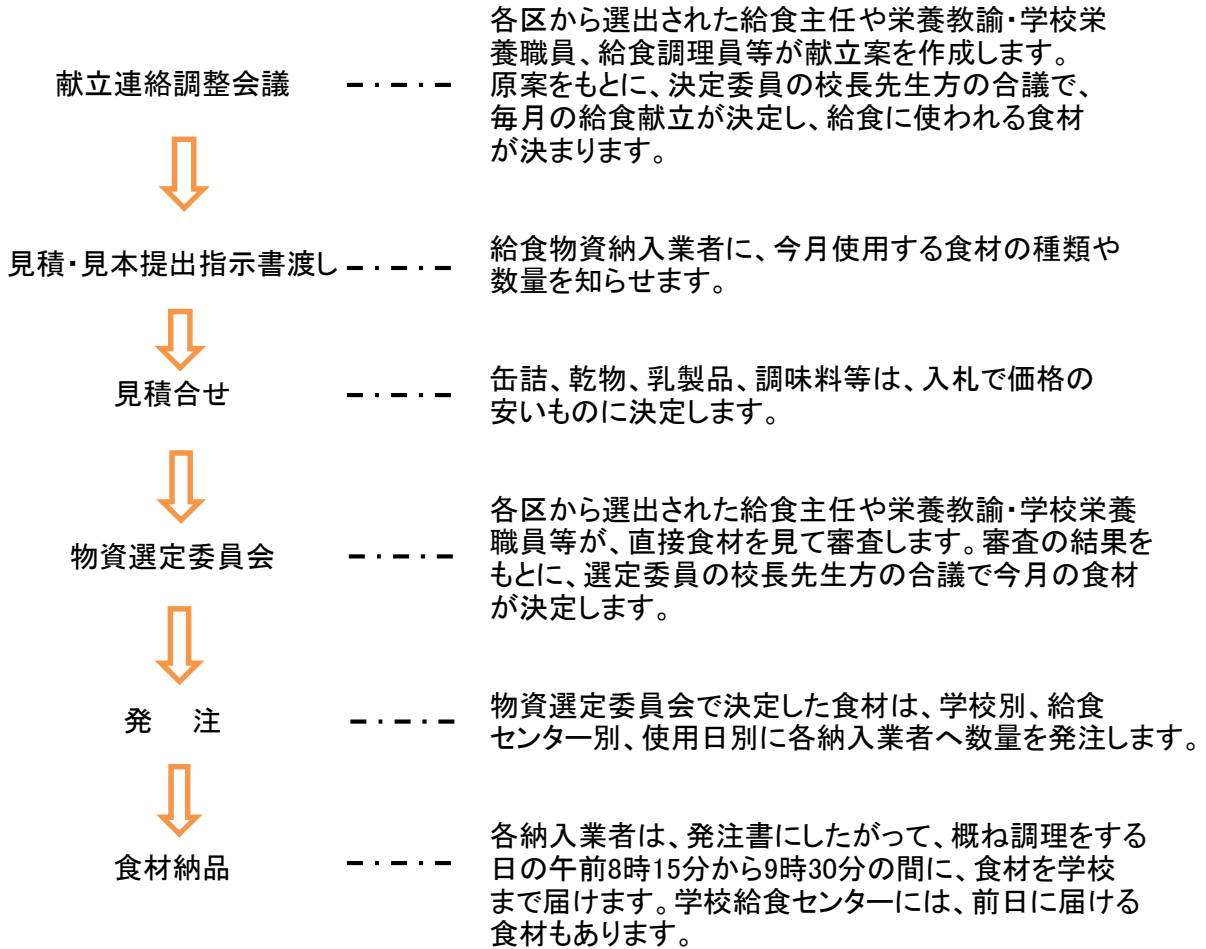 献立連絡調整会議
各区から選出された給食主任や栄養教諭・学校栄
養職員、給食調理員等が献立案を作成します。
原案をもとに、決定委員の校長先生方の合議で、
毎月の給食献立が決定し、給食に使われる食材
が決まります。
見積・見本提出指示書渡し
給食物資納入業者に、今月使用する食材の種類や
数量を知らせます。
見積合せ
缶詰、乾物、乳製品、調味料等は、入札で価格の
安いものに決定します。
物資選定委員会
各区から選出された給食主任や栄養教諭・学校栄養
職員等が、直接食材を見て審査します。審査の結果を
もとに、選定委員の校長先生方の合議で今月の食材
が決定します。
発　注
物資選定委員会で決定した食材は、学校別、給食
センター別、使用日別に各納入業者へ数量を発注します。
食材納品
各納入業者は、発注書にしたがって、概ね調理をする
日の午前8時15分から9時30分の間に、食材を学校
まで届けます。学校給食センターには、前日に届ける
食材もあります。